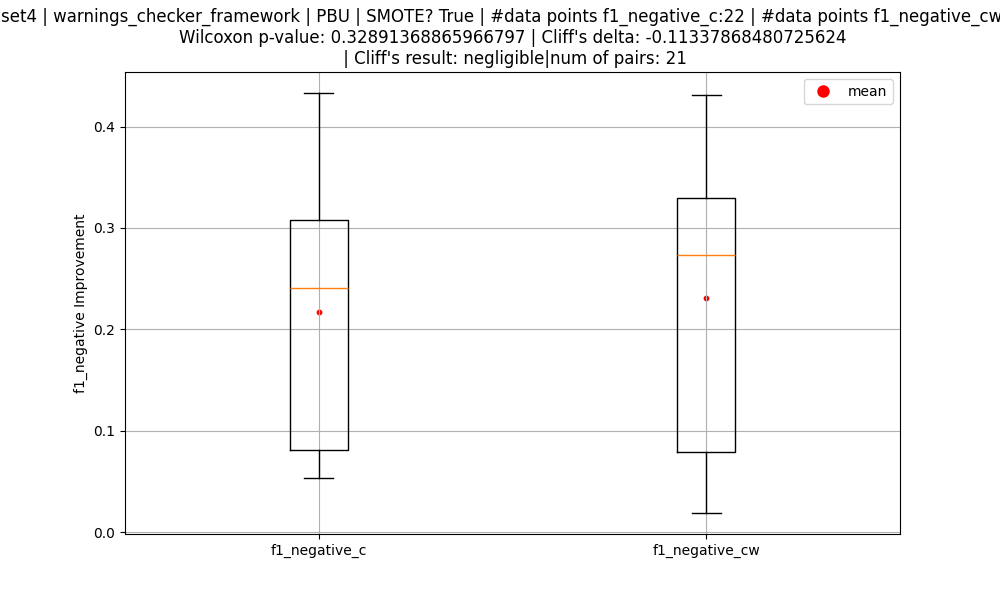 set4 | warnings_checker_framework | PBU | SMOTE? True | #data points f1_negative_c:22 | #data points f1_negative_cw
Wilcoxon p-value: 0.32891368865966797 | Cliff's delta: -0.11337868480725624
| Cliff's result: negligible|num of pairs: 21
mean
0.4
0.3
0.2
0.1
0.0
f1_negative Improvement
f1_negative_c
f1_negative_cw